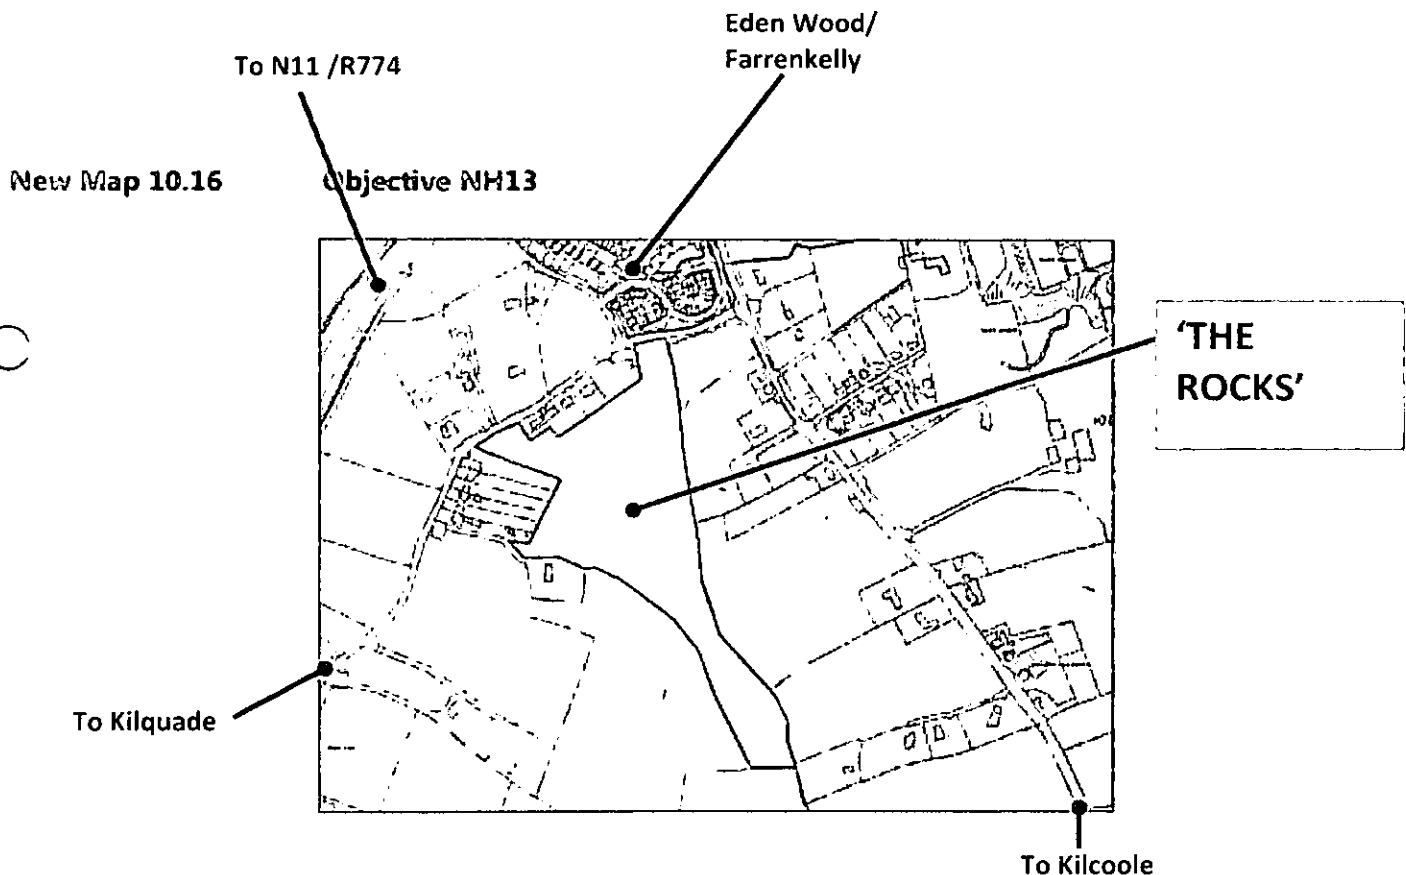 Eden Wood/
Farrenkelly
To N11 /R774
New Map 10.16 Objective NH13
‘THE
ROCKS’
To Kilquade
To Kilcoole